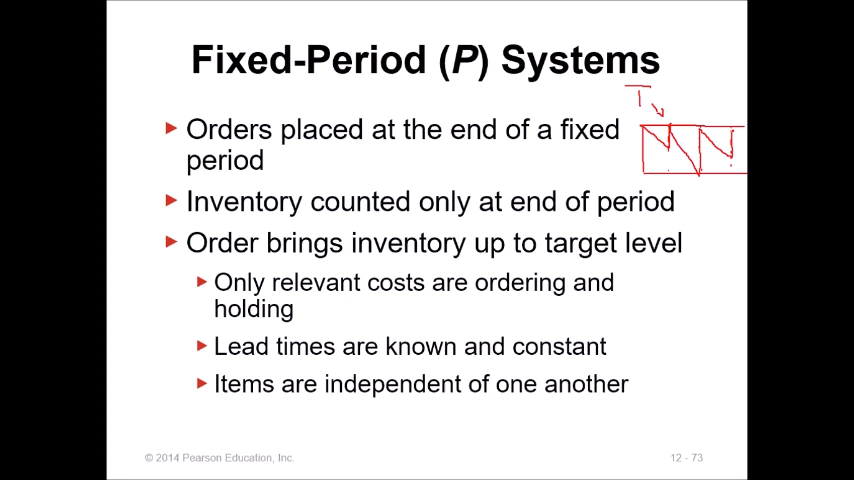 Fixed-Period (P) Systems
T
Orders placed at the end of a fixed
period
Inventory counted only at end of period
Order brings inventory up to target level
Only relevant costs are ordering and
holding
Lead times are known and constant
Items are independent of one another
© 2014 Pearson Education, Inc.
12 - 73